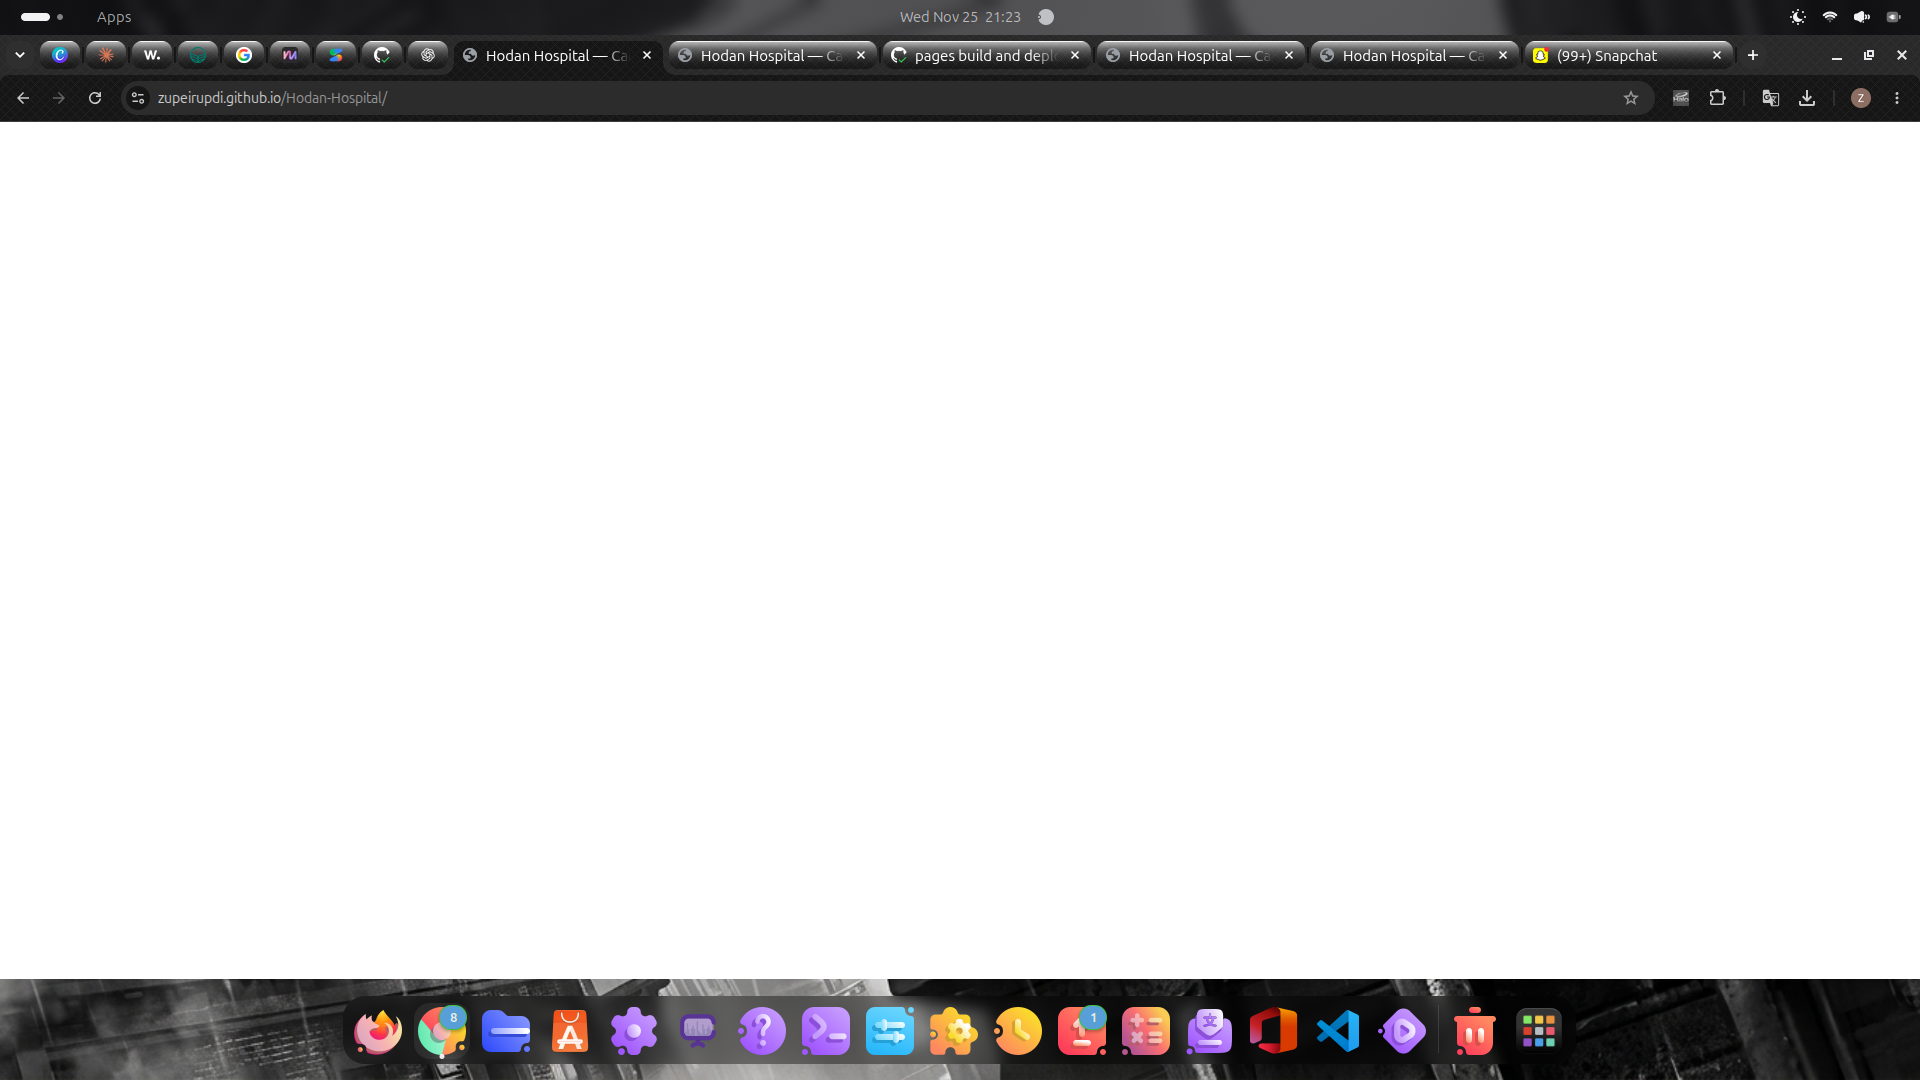 Apps
Wed Nov 25 21:23
W.
Hodan Hospital — Ca
Hodan Hospital — Ca
pages build and depl
Hodan Hospital — Ca
Hodan Hospital — Ca
(99+) Snapchat
zupeirupdi.github.io/Hodan-Hospital/
Z
8
1